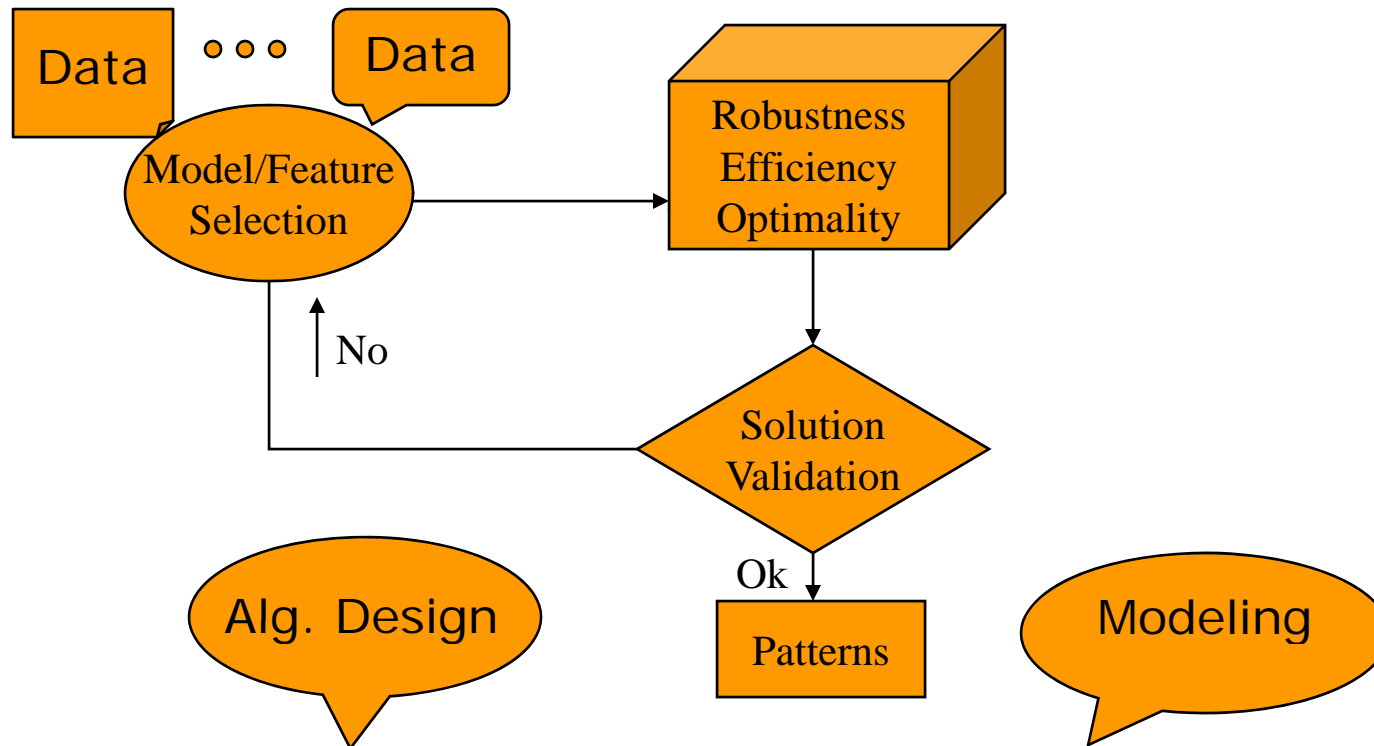 Data
Data
Model/Feature
Selection
Robustness
Efficiency
Optimality
No
Solution
Validation
Ok
Patterns
Alg. Design
Modeling